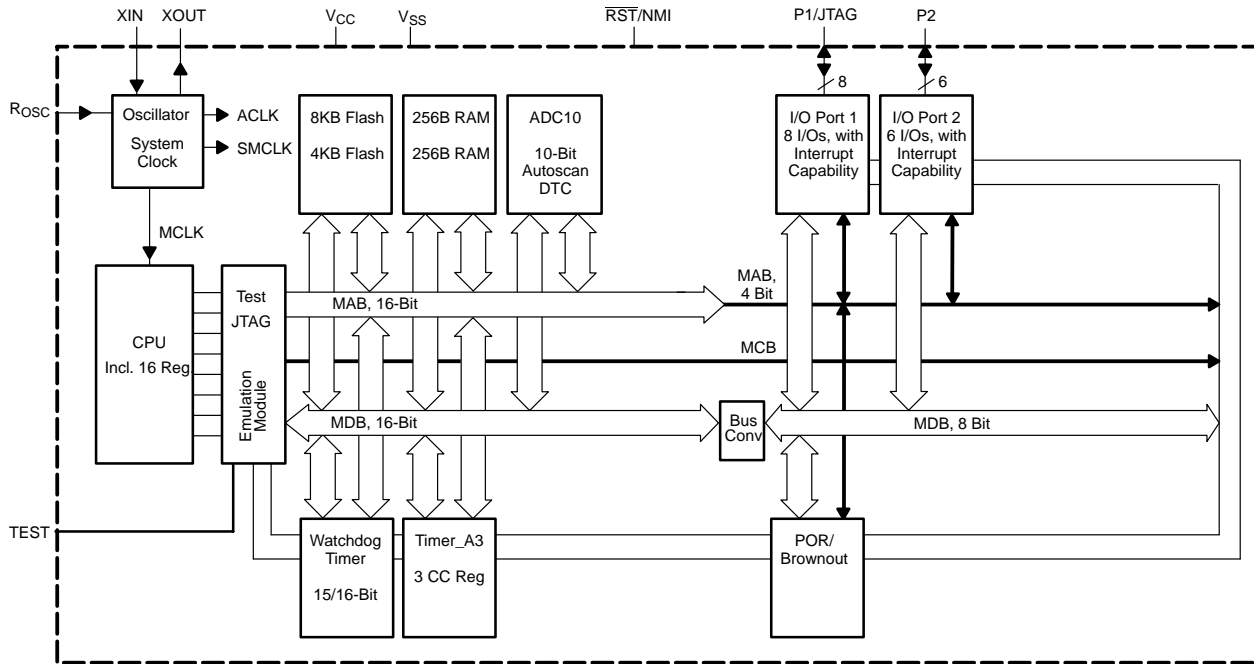 XIN
XOUT
VCC
VSS
RST/NMI
P1/JTAG
P2
8
6
ROSC
Oscillator
System
Clock
ACLK
SMCLK
8KB Flash
4KB Flash
256B RAM
256B RAM
ADC10
10-Bit
Autoscan
DTC
I/O Port 1
8 I/Os, with
Interrupt
Capability
I/O Port 2
6 I/Os, with
Interrupt
Capability
MCLK
CPU
Incl. 16 Reg.
Test
JTAG
Emulation
Module
MAB, 16-Bit
MAB,
4 Bit
MCB
MDB, 16-Bit
Bus
Conv
MDB, 8 Bit
TEST
Watchdog
Timer
15/16-Bit
Timer_A3
3 CC Reg
POR/
Brownout